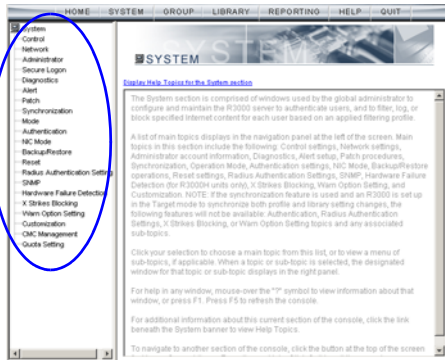 HOME SYSTEM GROUP LIBRARY REPORTING HELP QUIT
System
Control
Network
Administrator
Secure Logon
Diagnostics
Alert
Patch
Synchronization
Mode
Authentication
NIC Mode
Backup/Restore
Reset
Radius Authentication Setting
SNMP
Hardware Failure Detection
X Strikes Blocking
Warn Option Setting
Customization
CMC Management
Quota Setting
SYSTEM
Display Help Topics for the System section
The System section is comprised of windows used by the global administrator to
configure and maintain the R3000 server to authenticate users, and to filter, log, or
block specified Internet content for each user based on an applied filtering profile.
A list of main topics displays in the navigation panel at the left of the screen. Main
topics in this section include the following: Control settings, Network settings,
Administrator account information, Diagnostics, Alert setup, Patch procedures,
Synchronization, Operation Mode, Authentication settings, NIC Mode, Backup/Restore
operations, Reset settings, Radius Authentication Settings, SNMP, Hardware Failure
Detection (for R3000H units only), X Strikes Blocking, Warn Option Setting, and
Customization. NOTE: If the synchronization feature is used and an R3000 is set up
in the Target mode to synchronize both profile and library setting changes, the
following features will not be available: Authentication, Radius Authentication
Settings, X Strikes Blocking, or Warn Option Setting topics and any associated
sub-topics.
Click your selection to choose a main topic from this list, or to view a menu of
sub-topics, if applicable. When a topic or sub-topic is selected, the designated
window for that topic or sub-topic displays in the right panel.
For help in any window, mouse-over the "?" symbol to view information about that
window, or press F1. Press F5 to refresh the console.
For additional information about this current section of the console, click the link
beneath the System banner to view Help Topics.
To navigate to another section of the console, click the button at the top of the screen